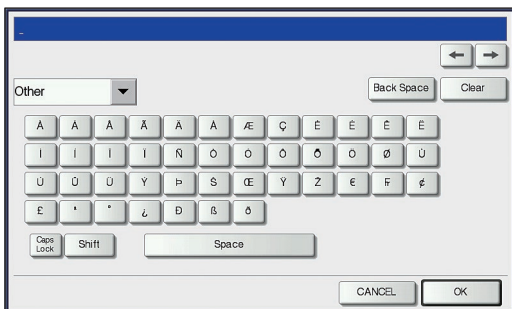 _
← →
Other Back Space Clear
À Á Â Ã Ä Å Æ Ç È É Ê Ë
Ì Í Î Ï Ñ Ò Ó Ô Õ Ö Ø Ù
Ú Û Ü Ý Þ Š Œ Ÿ Ž € ₣ ¢
£ ª º ¿ Ð ß ð
Caps Lock Shift Space
CANCEL OK